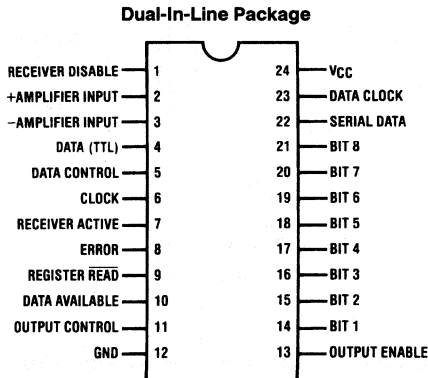 Dual-In-Line Package
RECEIVER DISABLE 1 24 VCC
+AMPLIFIER INPUT 2 23 DATA CLOCK
−AMPLIFIER INPUT 3 22 SERIAL DATA
DATA (TTL) 4 21 BIT 8
DATA CONTROL 5 20 BIT 7
CLOCK 6 19 BIT 6
RECEIVER ACTIVE 7 18 BIT 5
ERROR 8 17 BIT 4
REGISTER READ 9 16 BIT 3
DATA AVAILABLE 10 15 BIT 2
OUTPUT CONTROL 11 14 BIT 1
GND 12 13 OUTPUT ENABLE